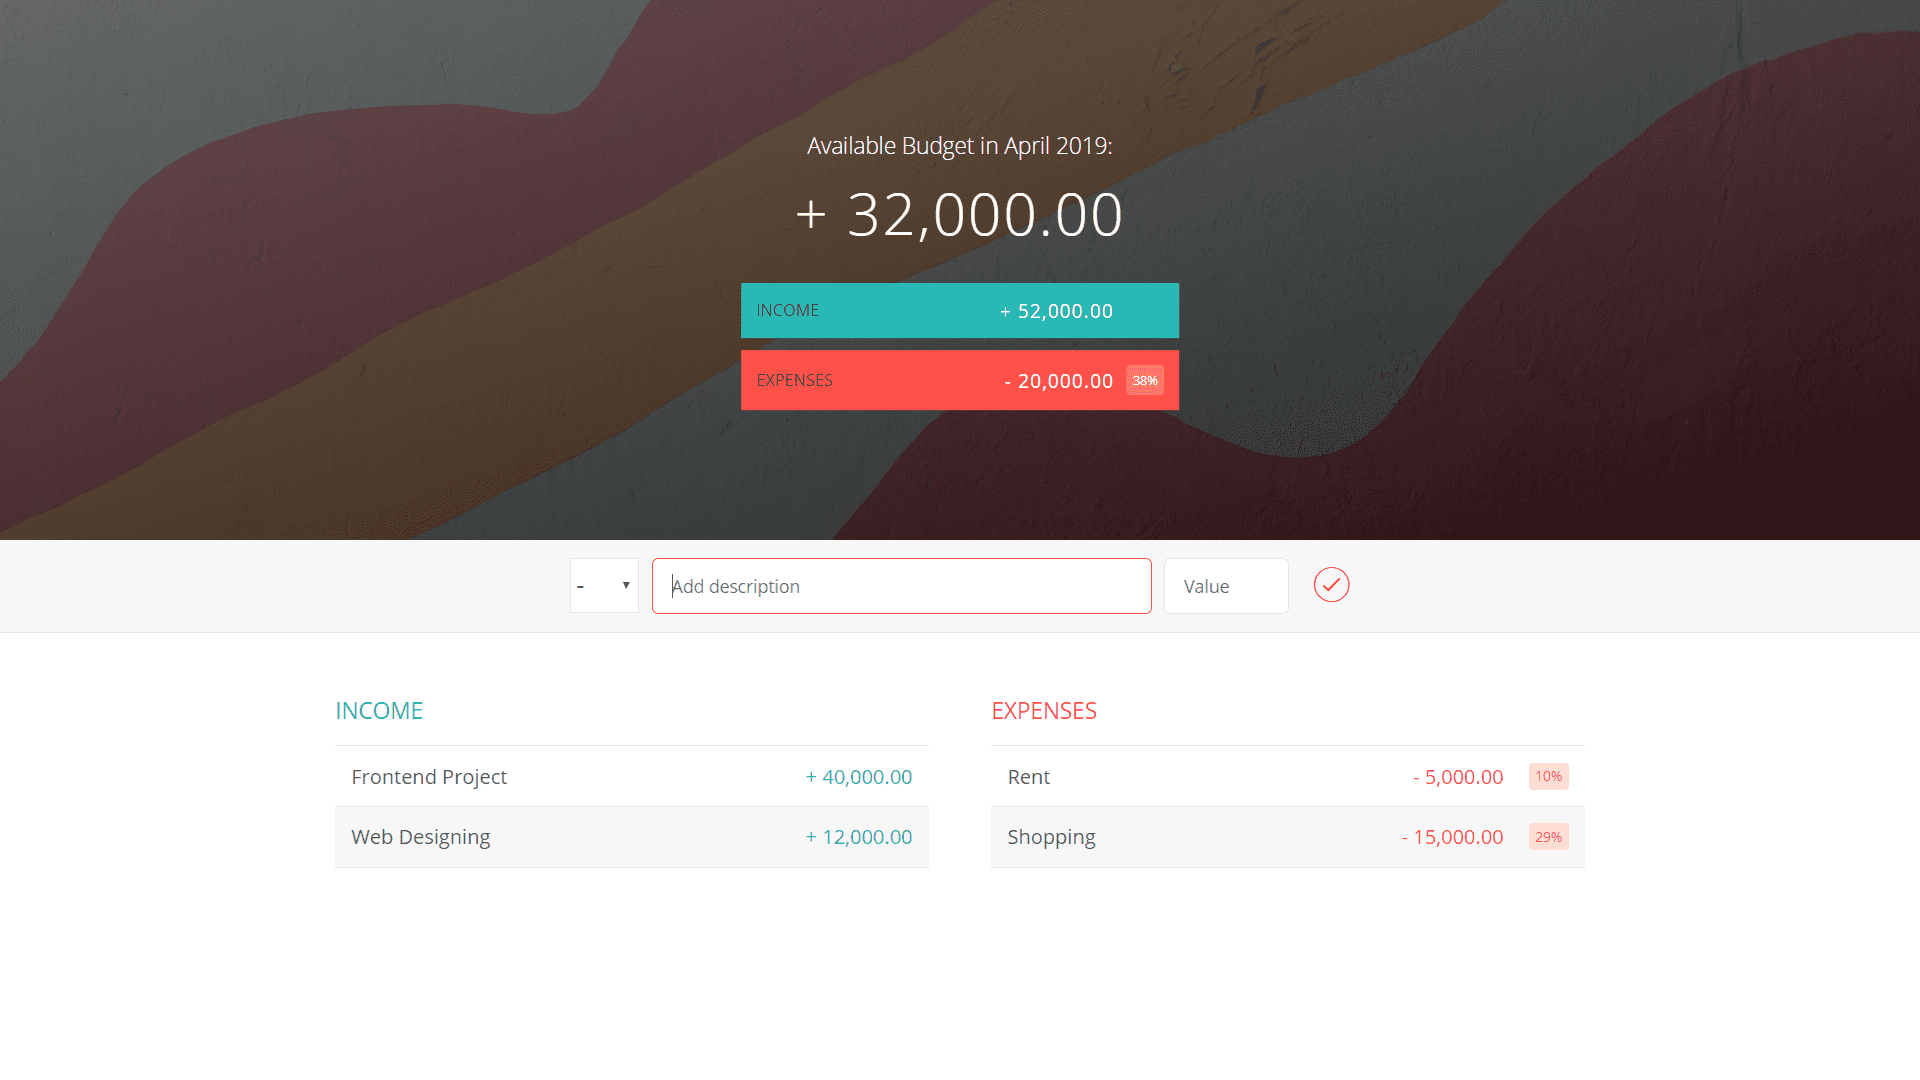 Available Budget in April 2019:
+ 32,000.00
INCOME + 52,000.00
EXPENSES - 20,000.00 38%
- Add description Value
INCOME
Frontend Project + 40,000.00
Web Designing + 12,000.00
EXPENSES
Rent - 5,000.00 10%
Shopping - 15,000.00 29%